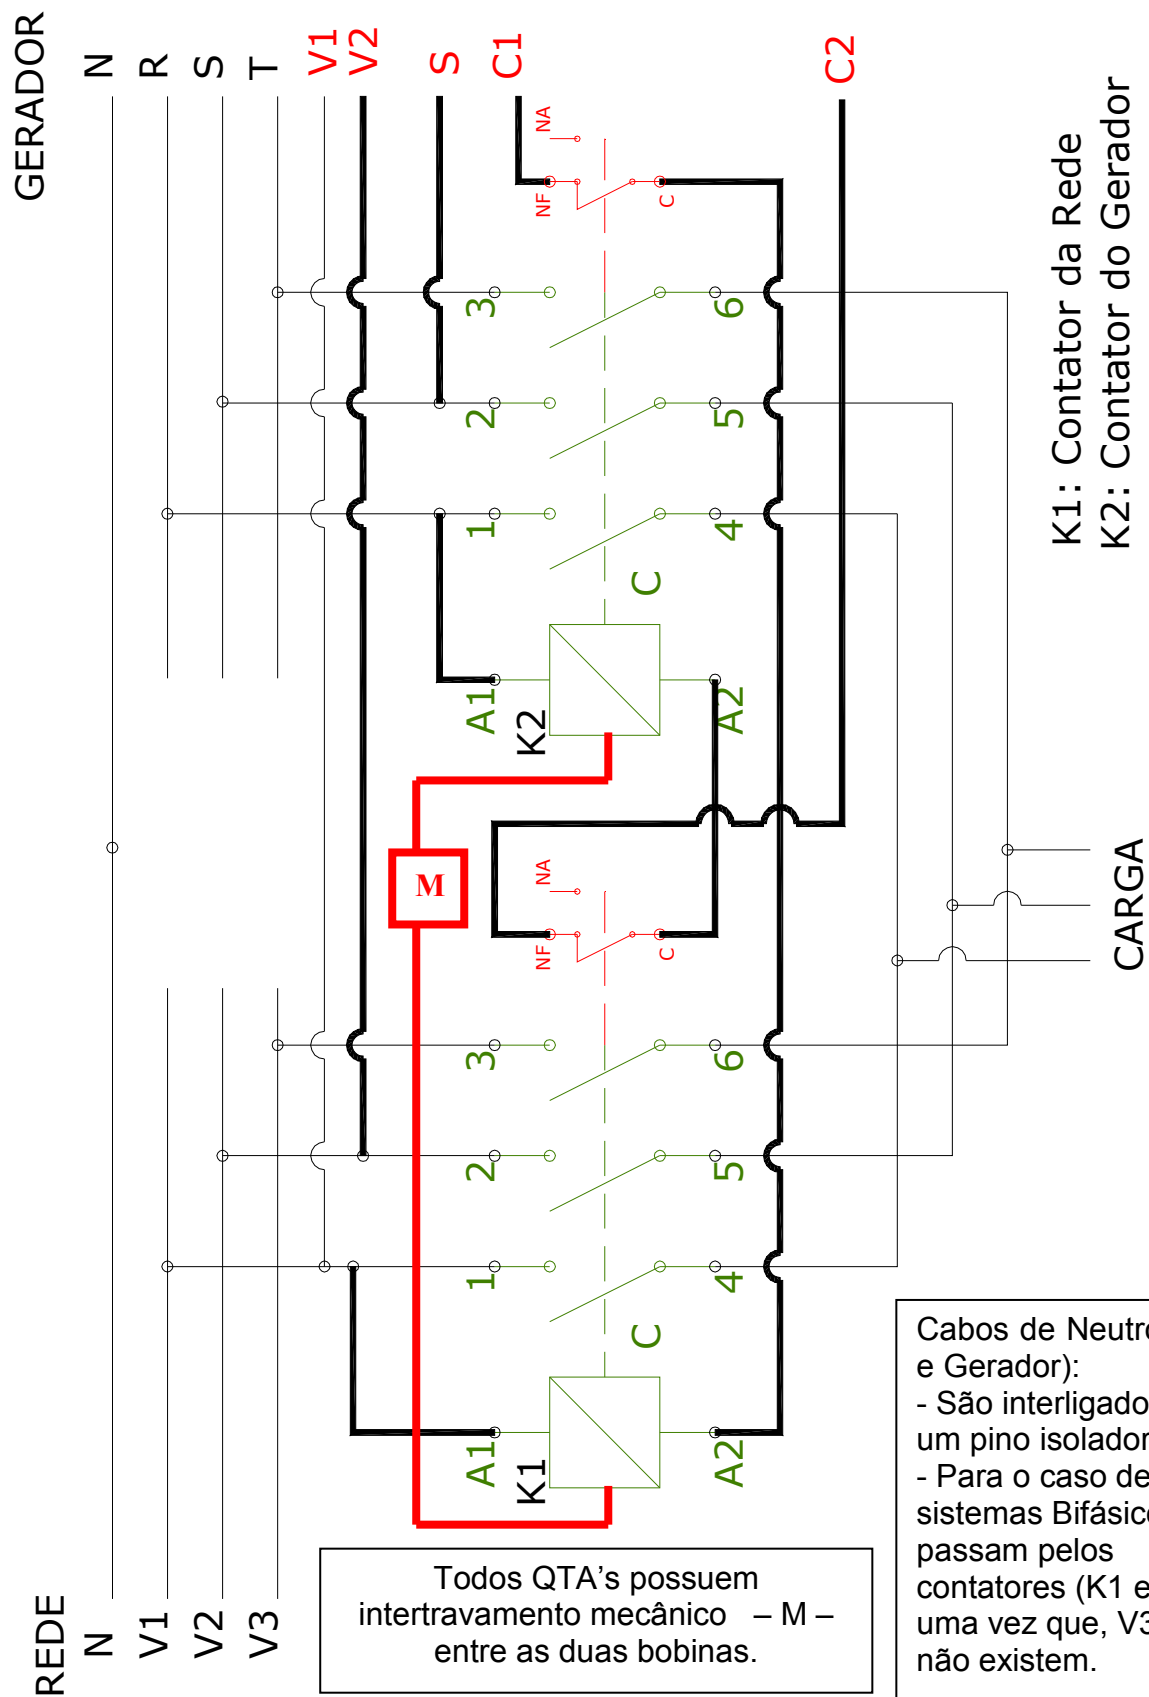 GERADOR
N
R
S
T
V1
V2
S
C1
C2
NA
NF
C
3
2
1
6
5
4
C
A1
A2
K2
M
NA
NF
C
3
2
1
6
5
4
C
A1
A2
K1
K1: Contator da Rede
K2: Contator do Gerador
CARGA
REDE
N
V1
V2
V3
Todos QTA's possuem
intertravamento mecânico – M –
entre as duas bobinas.
Cabos de Neutro
e Gerador):
- São interligado
um pino isolador
- Para o caso de
sistemas Bifásico
passam pelos
contatores (K1 e
uma vez que, V3
não existem.